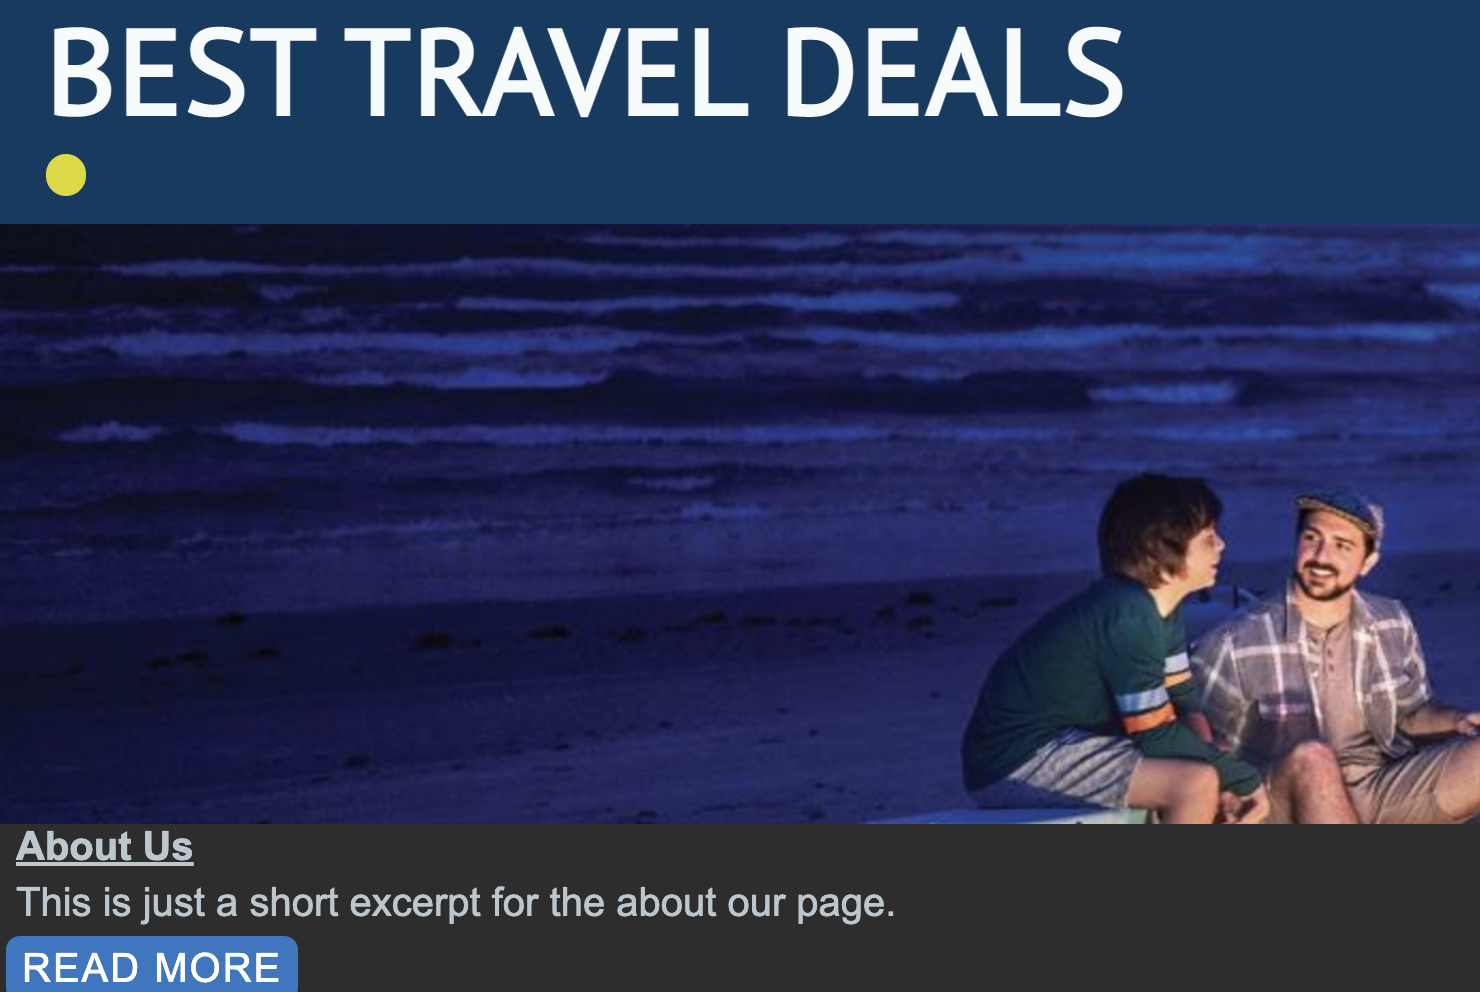 BEST TRAVEL DEALS
About Us
This is just a short excerpt for the about our page.
READ MORE